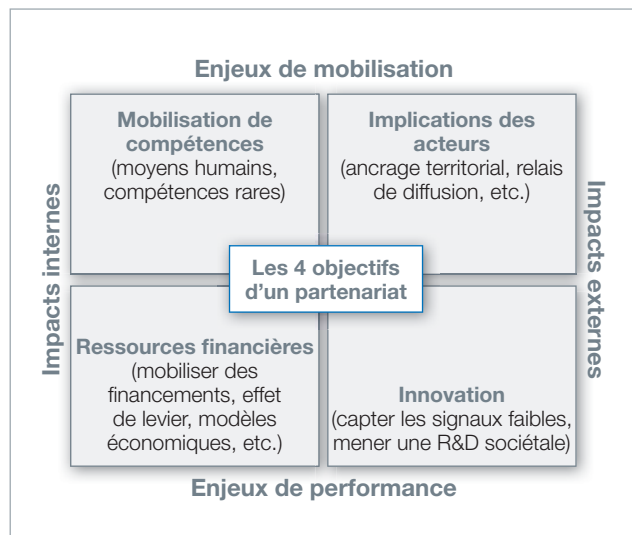 Enjeux de mobilisation
Impacts internes
Mobilisation de
compétences
(moyens humains,
compétences rares)
Implications des
acteurs
(ancrage territorial, relais
de diffusion, etc.)
Impacts externes
Les 4 objectifs
d’un partenariat
Ressources financières
(mobiliser des
financements, effet
de levier, modèles
économiques, etc.)
Innovation
(capter les signaux faibles,
mener une R&D sociétale)
Enjeux de performance